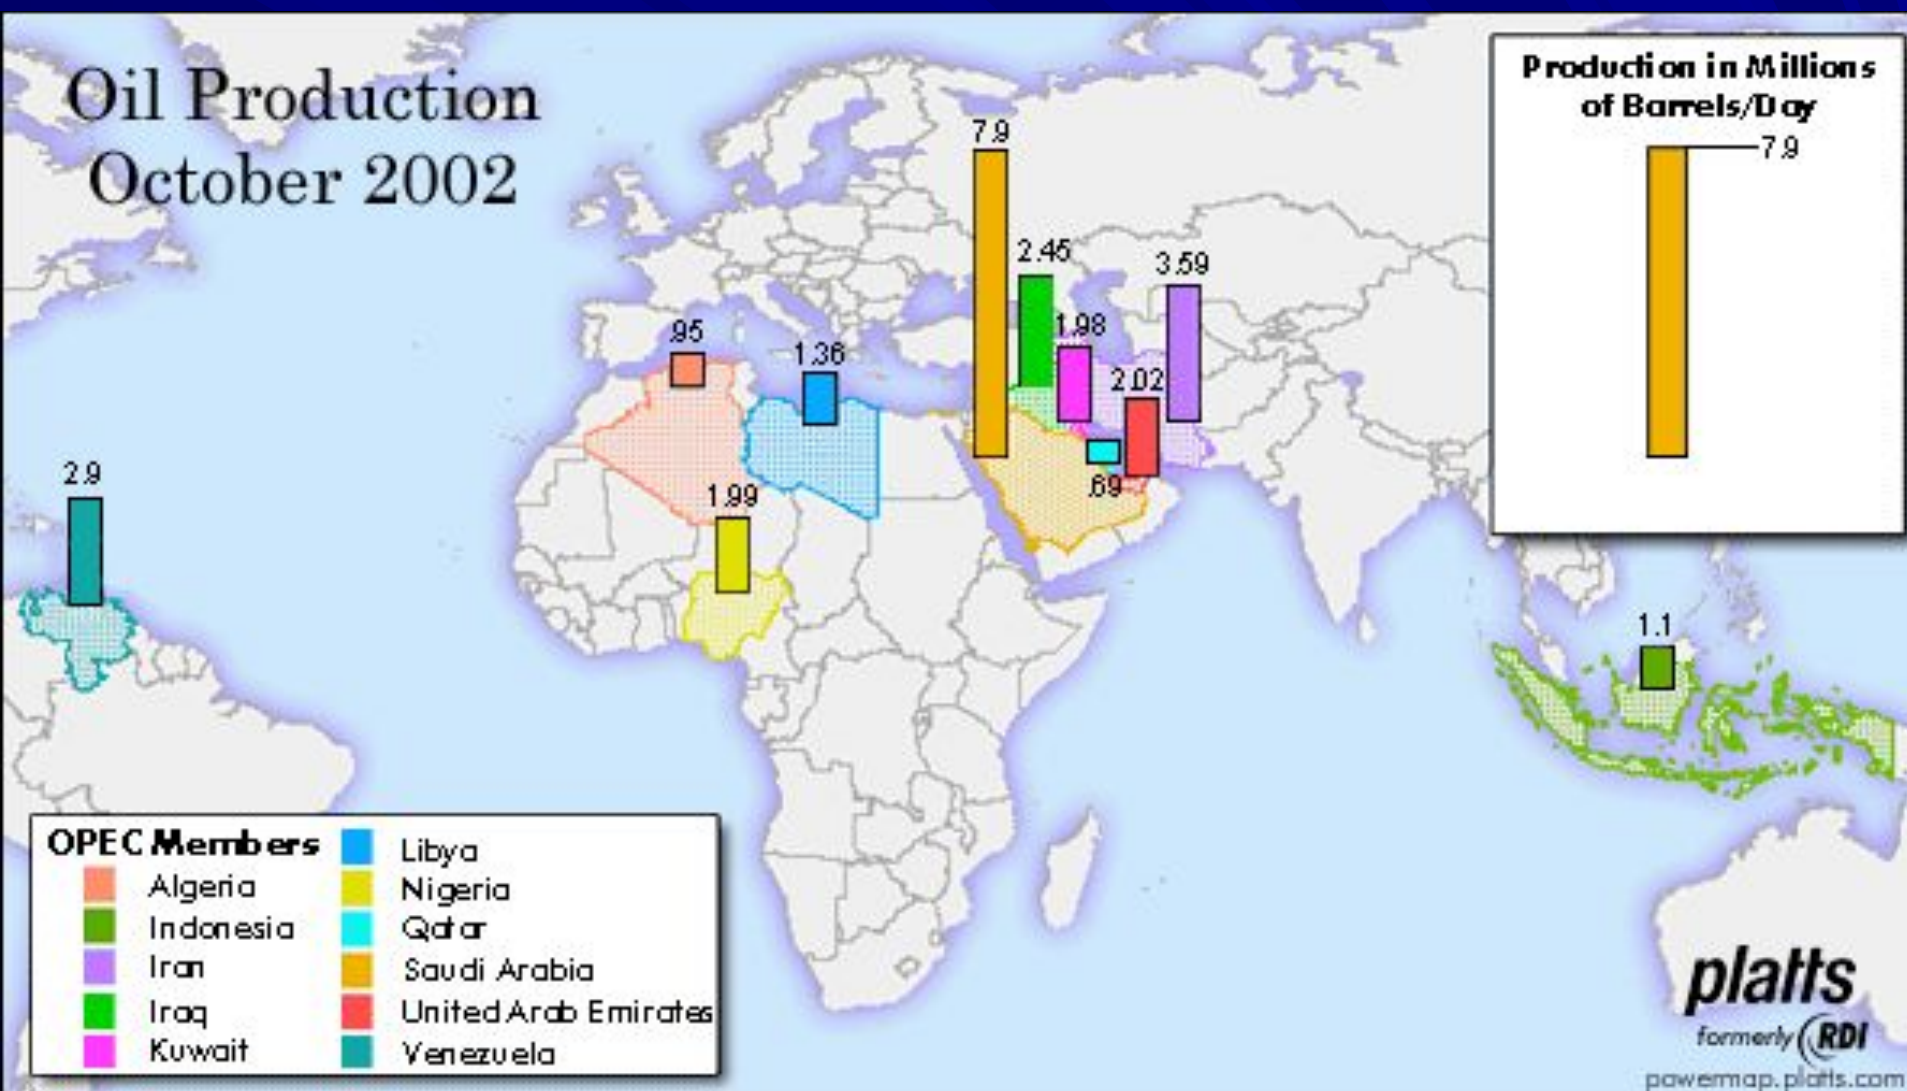 Oil Production
October 2002
Production in Millions
of Barrels/Day
7.9
7.9
2.45
3.59
1.98
.95
1.36
2.02
2.9
.69
1.99
1.1
OPEC Members
Algeria
Indonesia
Iran
Iraq
Kuwait
Libya
Nigeria
Qatar
Saudi Arabia
United Arab Emirates
Venezuela
platts
formerly RDI
powermap.platts.com